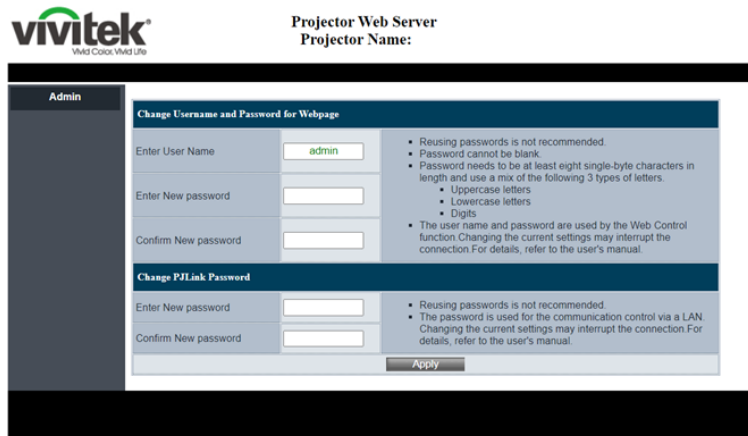 vivitek®
Vivid Color, Vivid Life
Projector Web Server
Projector Name:
Admin
Change Username and Password for Webpage
Enter User Name
admin
Enter New password
Confirm New password
Reusing passwords is not recommended.
Password cannot be blank.
Password needs to be at least eight single-byte characters in
length and use a mix of the following 3 types of letters.
Uppercase letters
Lowercase letters
Digits
The user name and password are used by the Web Control
function.Changing the current settings may interrupt the
connection.For details, refer to the user's manual.
Change PJLink Password
Enter New password
Confirm New password
Reusing passwords is not recommended.
The password is used for the communication control via a LAN.
Changing the current settings may interrupt the connection.For
details, refer to the user's manual.
Apply